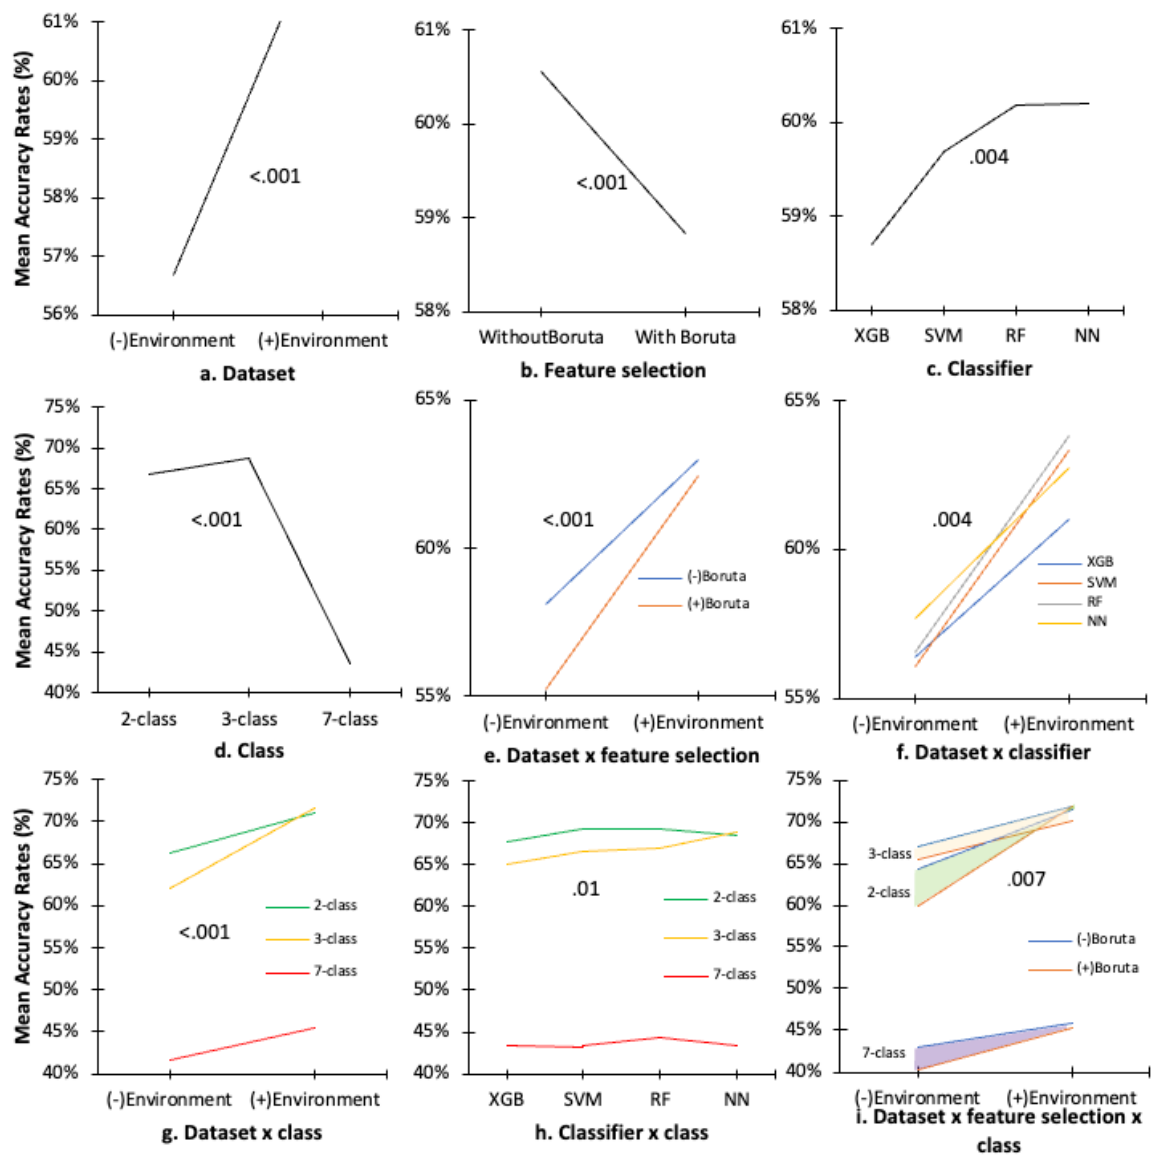 Mean Accuracy Rates (%)
61%
60%
59%
58%
57%
56%
<.001
(-)Environment (+)Environment
a. Dataset
61%
60%
59%
58%
<.001
WithoutBoruta With Boruta
b. Feature selection
61%
60%
59%
58%
.004
XGB SVM RF NN
c. Classifier
Mean Accuracy Rates (%)
75%
70%
65%
60%
55%
50%
45%
40%
<.001
2-class 3-class 7-class
d. Class
65%
60%
55%
<.001
(-)Boruta
(+)Boruta
(-)Environment (+)Environment
e. Dataset x feature selection
65%
60%
55%
.004
XGB
SVM
RF
NN
(-)Environment (+)Environment
f. Dataset x classifier
Mean Accuracy Rates (%)
75%
70%
65%
60%
55%
50%
45%
40%
<.001
2-class
3-class
7-class
(-)Environment (+)Environment
g. Dataset x class
75%
70%
65%
60%
55%
50%
45%
40%
.01
2-class
3-class
7-class
XGB SVM RF NN
h. Classifier x class
75%
70%
65%
60%
55%
50%
45%
40%
3-class
2-class
.007
(-)Boruta
(+)Boruta
7-class
(-)Environment (+)Environment
i. Dataset x feature selection x
class